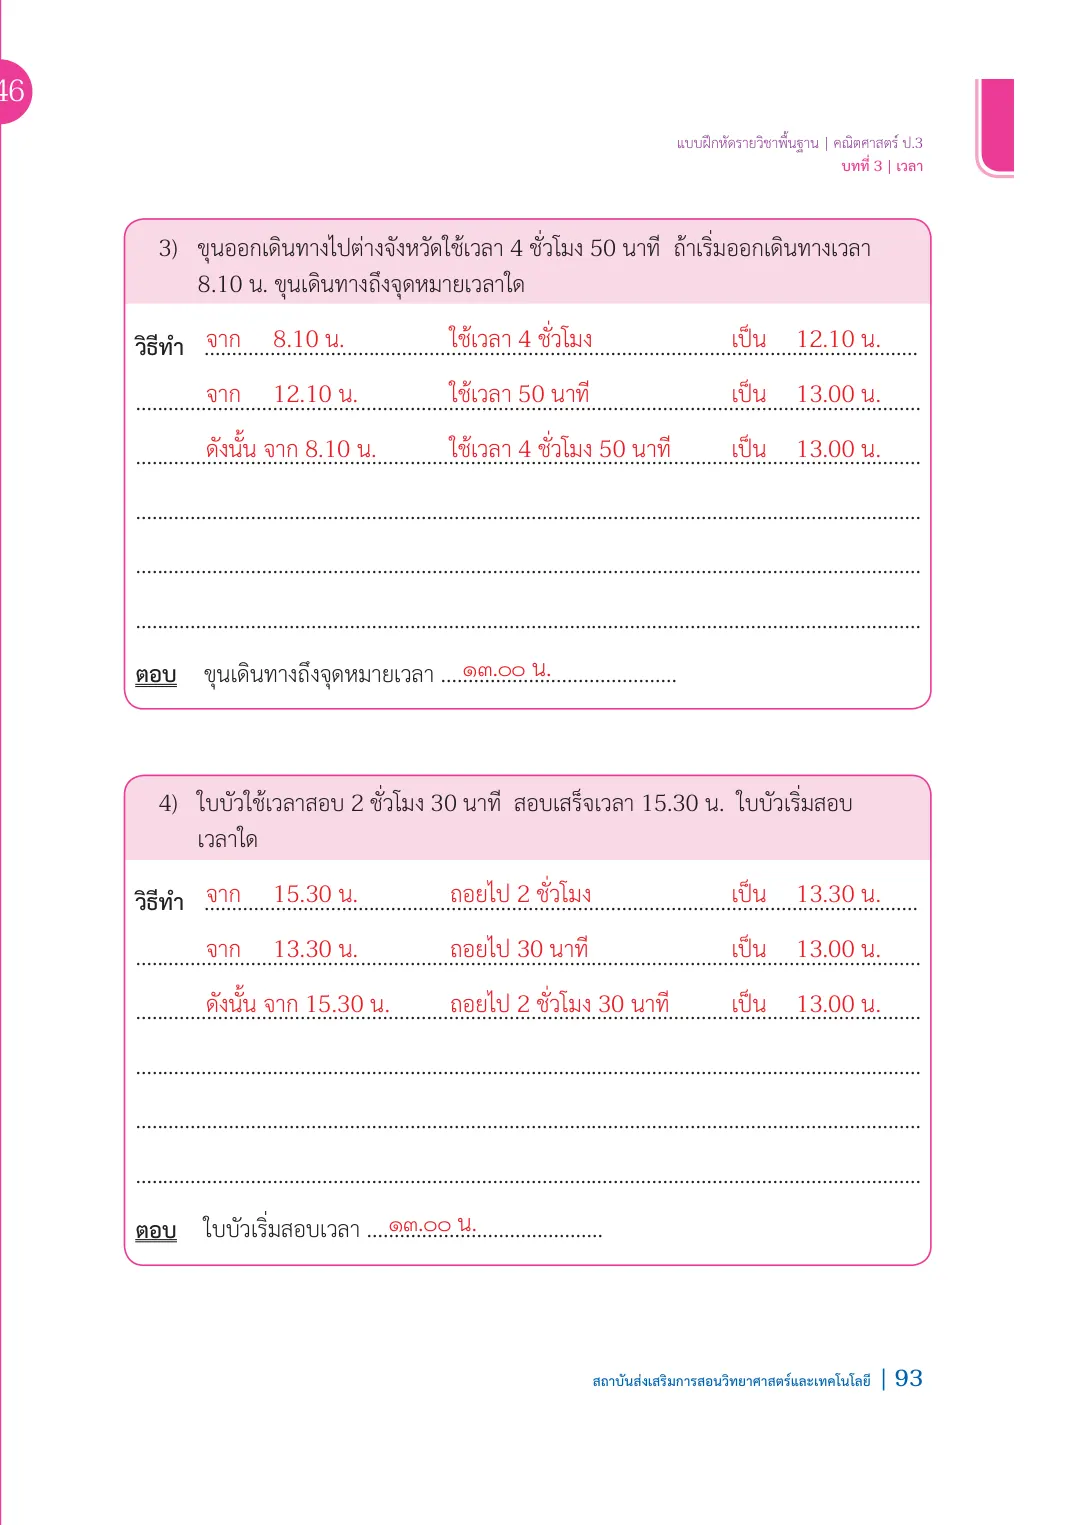 46
แบบฝึกหัดรายวิชาพื้นฐาน | คณิตศาสตร์ ป.3
บทที่ 3 | เวลา
3) ขุนออกเดินทางไปต่างจังหวัดใช้เวลา 4 ชั่วโมง 50 นาที ถ้าเริ่มออกเดินทางเวลา
8.10 น. ขุนเดินทางถึงจุดหมายเวลาใด
วิธีทำ จาก 8.10 น. ใช้เวลา 4 ชั่วโมง เป็น 12.10 น.
จาก 12.10 น. ใช้เวลา 50 นาที เป็น 13.00 น.
ดังนั้น จาก 8.10 น. ใช้เวลา 4 ชั่วโมง 50 นาที เป็น 13.00 น.
ตอบ ขุนเดินทางถึงจุดหมายเวลา ๑๓.๐๐ น.
4) ใบบัวใช้เวลาสอบ 2 ชั่วโมง 30 นาที สอบเสร็จเวลา 15.30 น. ใบบัวเริ่มสอบ
เวลาใด
วิธีทำ จาก 15.30 น. ถอยไป 2 ชั่วโมง เป็น 13.30 น.
จาก 13.30 น. ถอยไป 30 นาที เป็น 13.00 น.
ดังนั้น จาก 15.30 น. ถอยไป 2 ชั่วโมง 30 นาที เป็น 13.00 น.
ตอบ ใบบัวเริ่มสอบเวลา ๑๓.๐๐ น.
สถาบันส่งเสริมการสอนวิทยาศาสตร์และเทคโนโลยี | 93